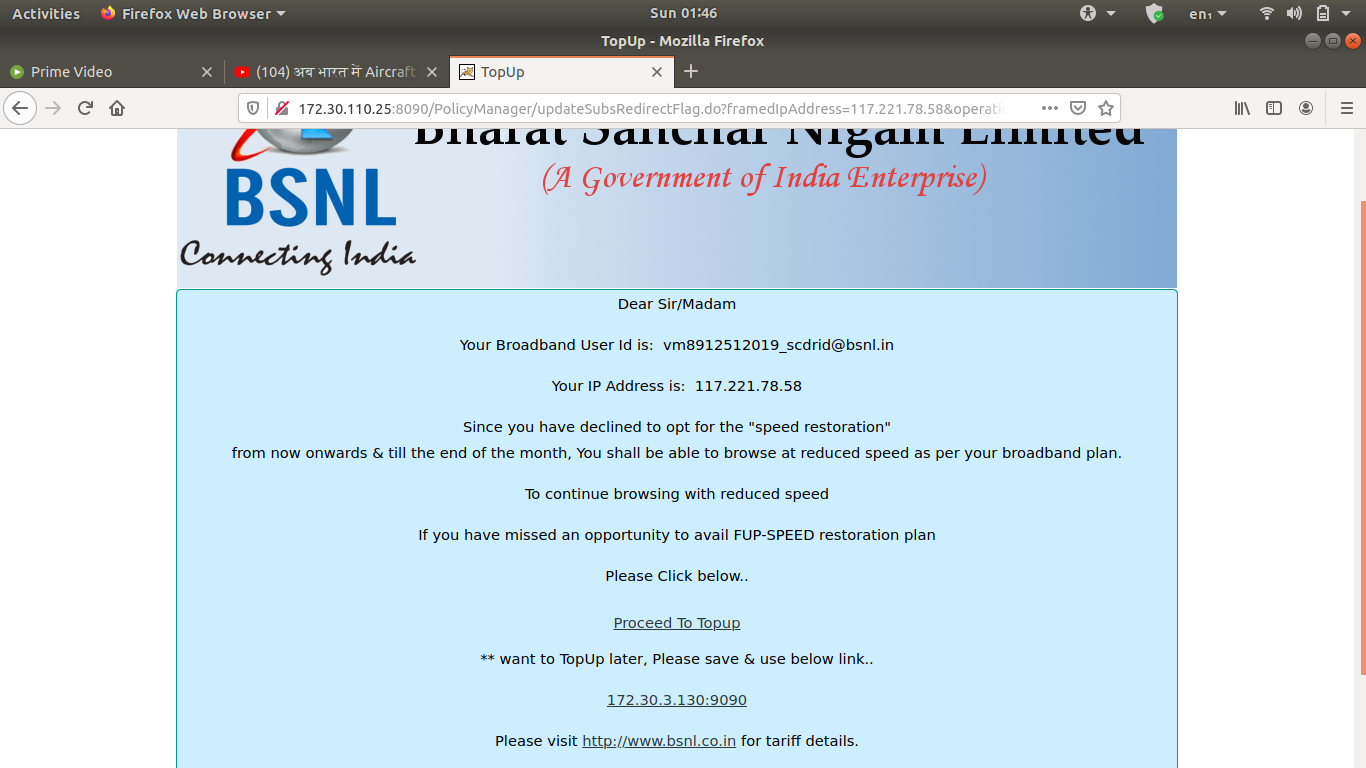 Activities
Firefox Web Browser
Sun 01:46
en₁
TopUp - Mozilla Firefox
Prime Video
(104) अब भारत में Aircraft
TopUp
172.30.110.25:8090/PolicyManager/updateSubsRedirectFlag.do?framedIpAddress=117.221.78.58&operati
Bharat Sanchar Nigam Limited
(A Government of India Enterprise)
BSNL
Connecting India
Dear Sir/Madam
Your Broadband User Id is: vm8912512019_scdrid@bsnl.in
Your IP Address is: 117.221.78.58
Since you have declined to opt for the "speed restoration"
from now onwards & till the end of the month, You shall be able to browse at reduced speed as per your broadband plan.
To continue browsing with reduced speed
If you have missed an opportunity to avail FUP-SPEED restoration plan
Please Click below..
Proceed To Topup
** want to TopUp later, Please save & use below link..
172.30.3.130:9090
Please visit http://www.bsnl.co.in for tariff details.